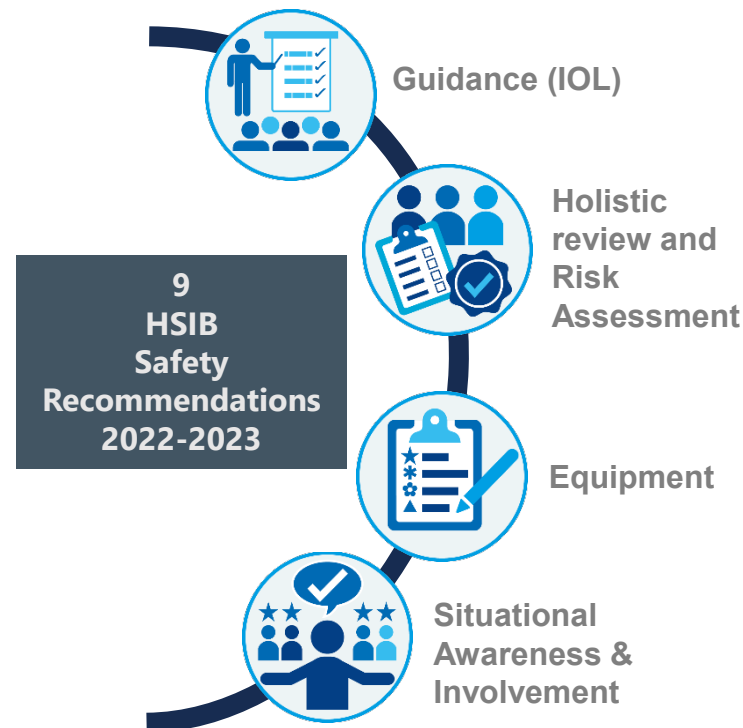 Guidance (IOL)
Holistic
review and
Risk
Assessment
9
HSIB
Safety
Recommendations
2022-2023
Equipment
Situational
Awareness &
Involvement